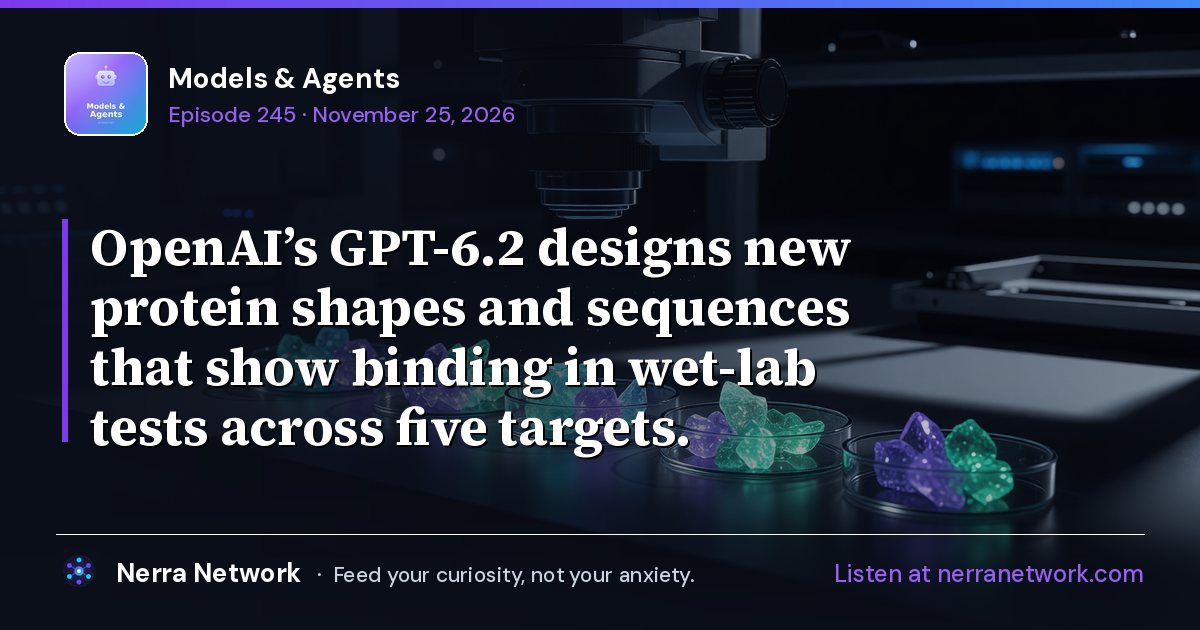 Models & Agents
Episode 245 · November 25, 2026
Models &
Agents
OpenAI’s GPT-6.2 designs new
protein shapes and sequences
that show binding in wet-lab
tests across five targets.
Nerra Network · Feed your curiosity, not your anxiety.
Listen at nerranetwork.com